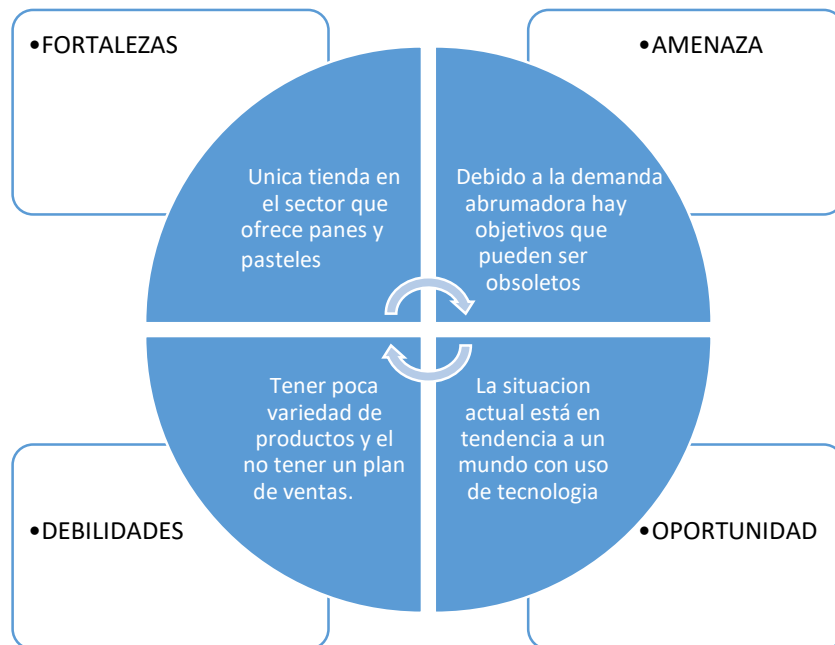 •FORTALEZAS
•AMENAZA
Unica tienda en
el sector que
ofrece panes y
pasteles
Debido a la demanda
abrumadora hay
objetivos que
pueden ser
obsoletos
Tener poca
variedad de
productos y el
no tener un plan
de ventas.
La situacion
actual está en
tendencia a un
mundo con uso
de tecnologia
•DEBILIDADES
•OPORTUNIDAD